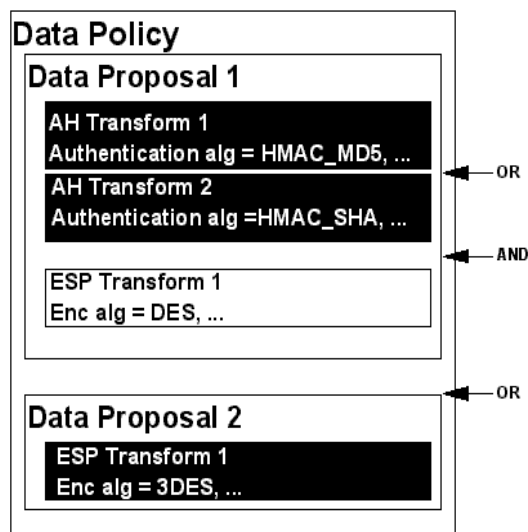 Data Policy
Data Proposal 1
AH Transform 1
Authentication alg = HMAC_MD5, ...
OR
AH Transform 2
Authentication alg =HMAC_SHA, ...
AND
ESP Transform 1
Enc alg = DES, ...
OR
Data Proposal 2
ESP Transform 1
Enc alg = 3DES, ...